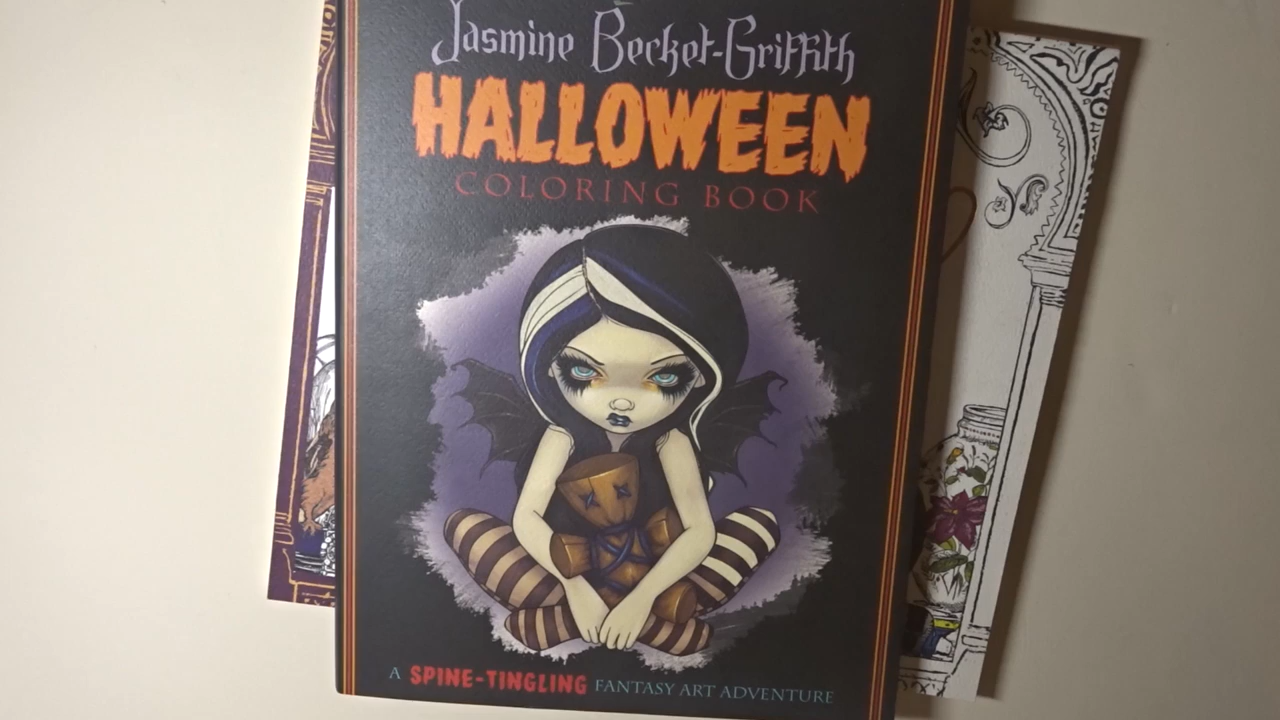 Jasmine Becket-Griffith
HALLOWEEN
COLORING BOOK
A SPINE-TINGLING FANTASY ART ADVENTURE